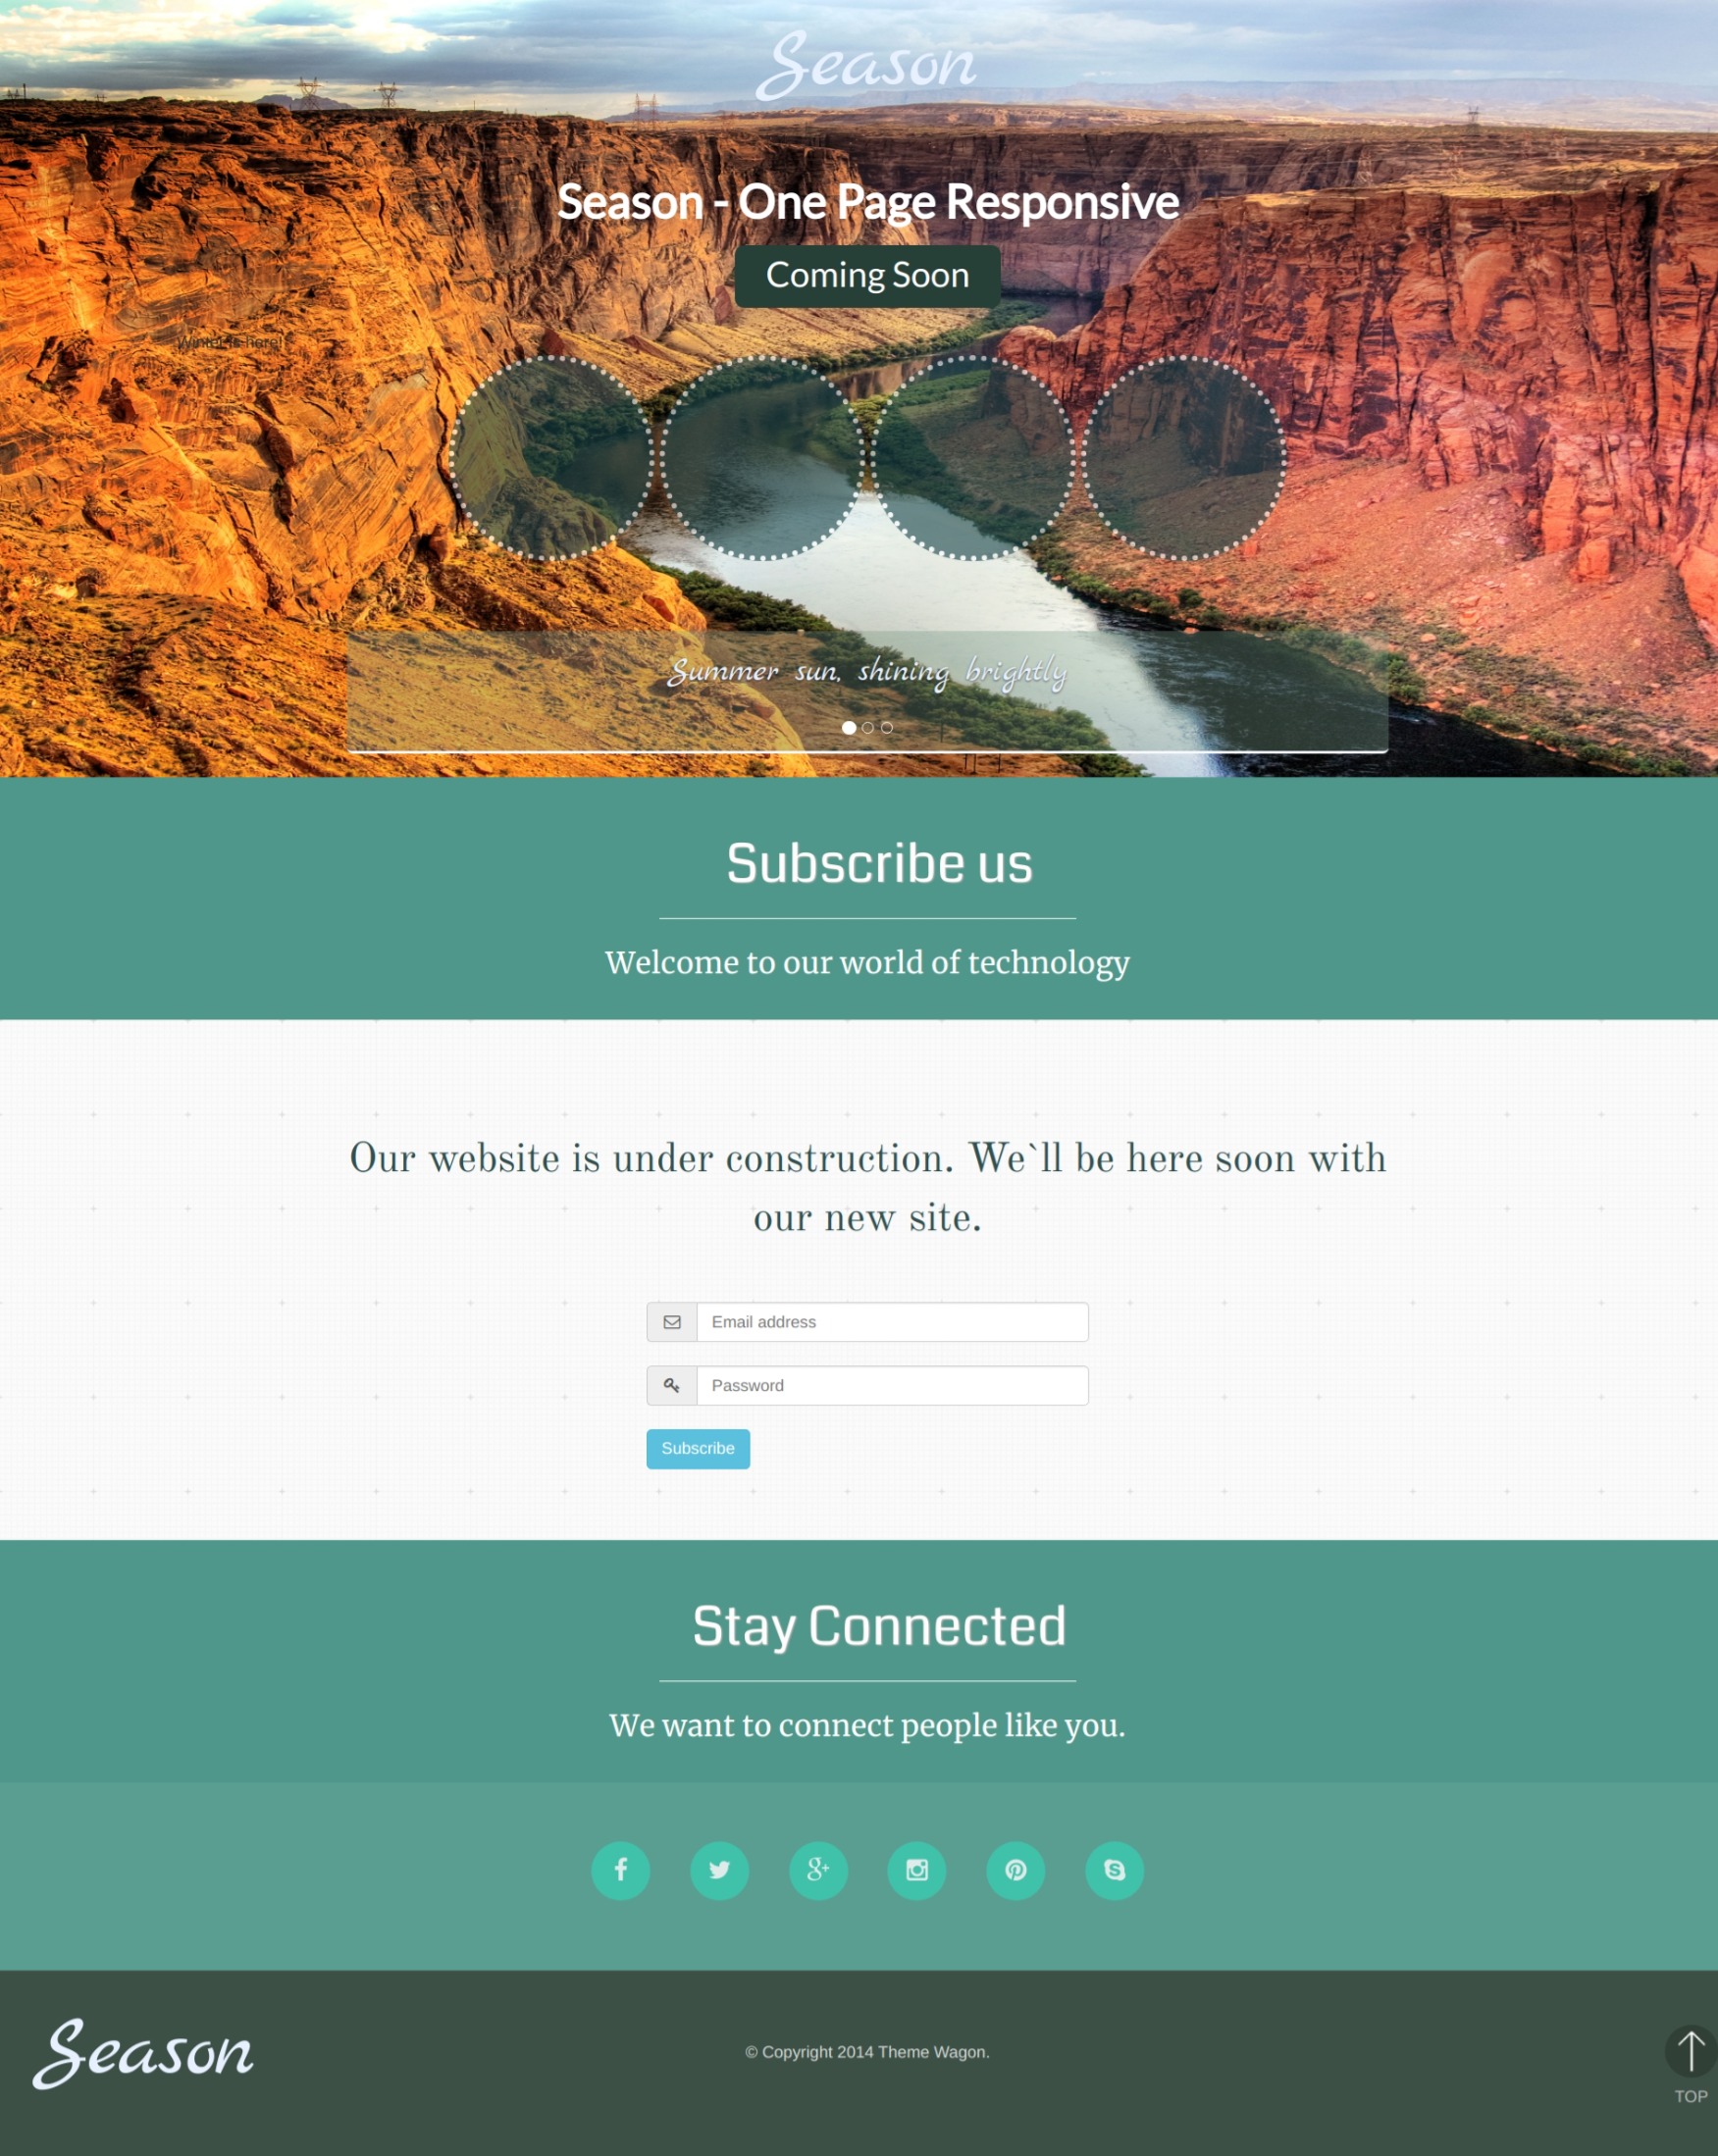 Season
Season - One Page Responsive
Coming Soon
Winter is here!
Summer sun, shining brightly
Subscribe us
Welcome to our world of technology
Our website is under construction. We`ll be here soon with
our new site.
Email address
Password
Subscribe
Stay Connected
We want to connect people like you.
Season
© Copyright 2014 Theme Wagon.
TOP